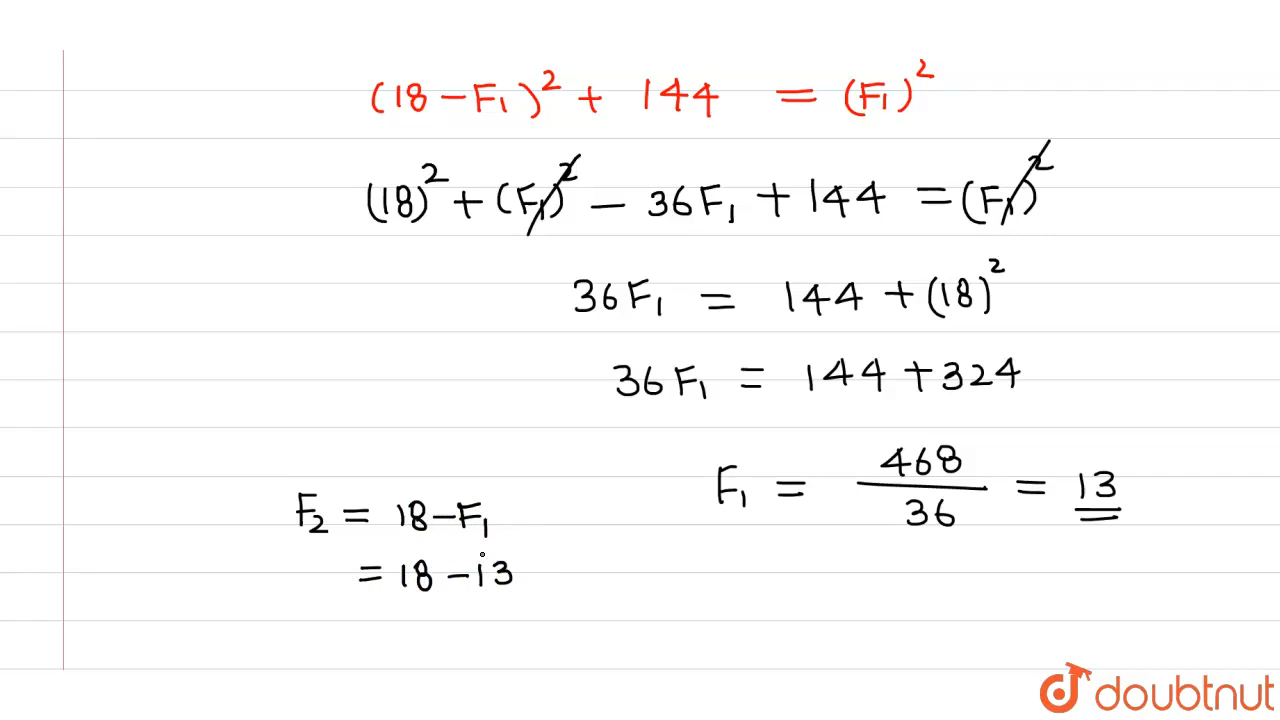 (18 – F₁)² + 144 = (F₁)²
(18)² + (F₁)² – 36F₁ + 144 = (F₁)²
36F₁ = 144 + (18)²
36F₁ = 144 + 324
F₁ = 468/36 = 13
F₂ = 18 – F₁
= 18 – 13
doubtnut